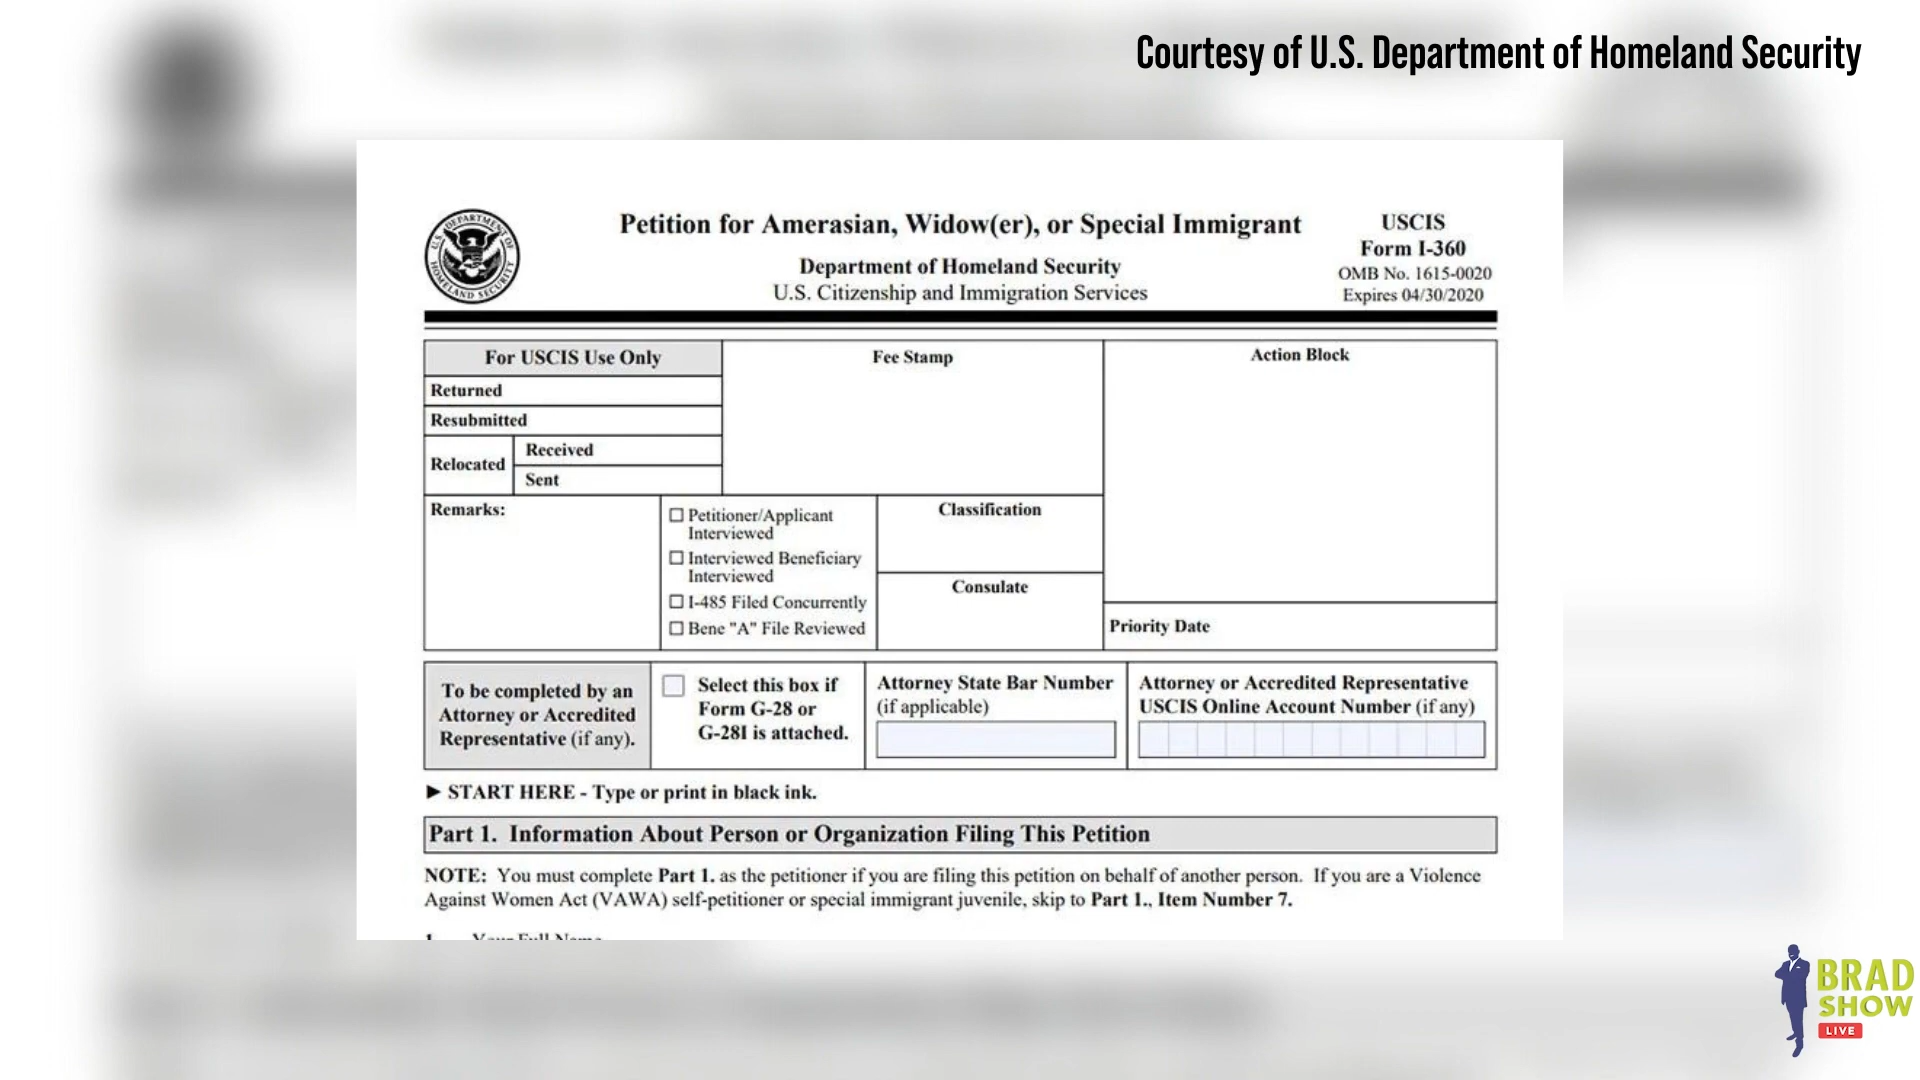 Courtesy of U.S. Department of Homeland Security
U.S. DEPARTMENT OF HOMELAND SECURITY
Petition for Amerasian, Widow(er), or Special Immigrant
Department of Homeland Security
U.S. Citizenship and Immigration Services
USCIS
Form I-360
OMB No. 1615-0020
Expires 04/30/2020
For USCIS Use Only
Returned
Resubmitted
Relocated
Received
Sent
Fee Stamp
Action Block
Remarks:
Petitioner/Applicant
Interviewed
Interviewed Beneficiary
Interviewed
I-485 Filed Concurrently
Bene "A" File Reviewed
Classification
Consulate
Priority Date
To be completed by an
Attorney or Accredited
Representative (if any).
Select this box if
Form G-28 or
G-28I is attached.
Attorney State Bar Number
(if applicable)
Attorney or Accredited Representative
USCIS Online Account Number (if any)
► START HERE - Type or print in black ink.
Part 1. Information About Person or Organization Filing This Petition
NOTE: You must complete Part 1. as the petitioner if you are filing this petition on behalf of another person. If you are a Violence
Against Women Act (VAWA) self-petitioner or special immigrant juvenile, skip to Part 1., Item Number 7.
1. Your Full Name
BRAD
SHOW
LIVE